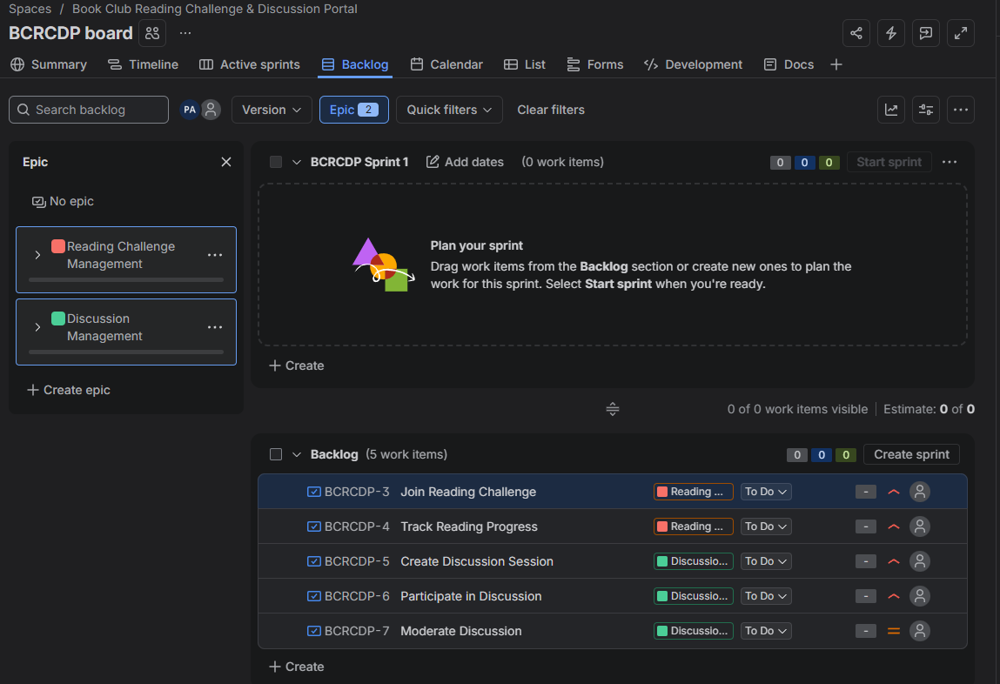 Spaces / Book Club Reading Challenge & Discussion Portal
BCRCDP board
Summary Timeline Active sprints Backlog Calendar List Forms Development Docs
Search backlog PA Version Epic 2 Quick filters Clear filters
Epic
No epic
Reading Challenge
Management
Discussion
Management
Create epic
BCRCDP Sprint 1 Add dates (0 work items) 0 0 0 Start sprint
Plan your sprint
Drag work items from the Backlog section or create new ones to plan the
work for this sprint. Select Start sprint when you're ready.
Create
0 of 0 work items visible Estimate: 0 of 0
Backlog (5 work items) 0 0 0 Create sprint
BCRCDP-3 Join Reading Challenge Reading ... To Do -
BCRCDP-4 Track Reading Progress Reading ... To Do -
BCRCDP-5 Create Discussion Session Discussio... To Do -
BCRCDP-6 Participate in Discussion Discussio... To Do -
BCRCDP-7 Moderate Discussion Discussio... To Do -
Create